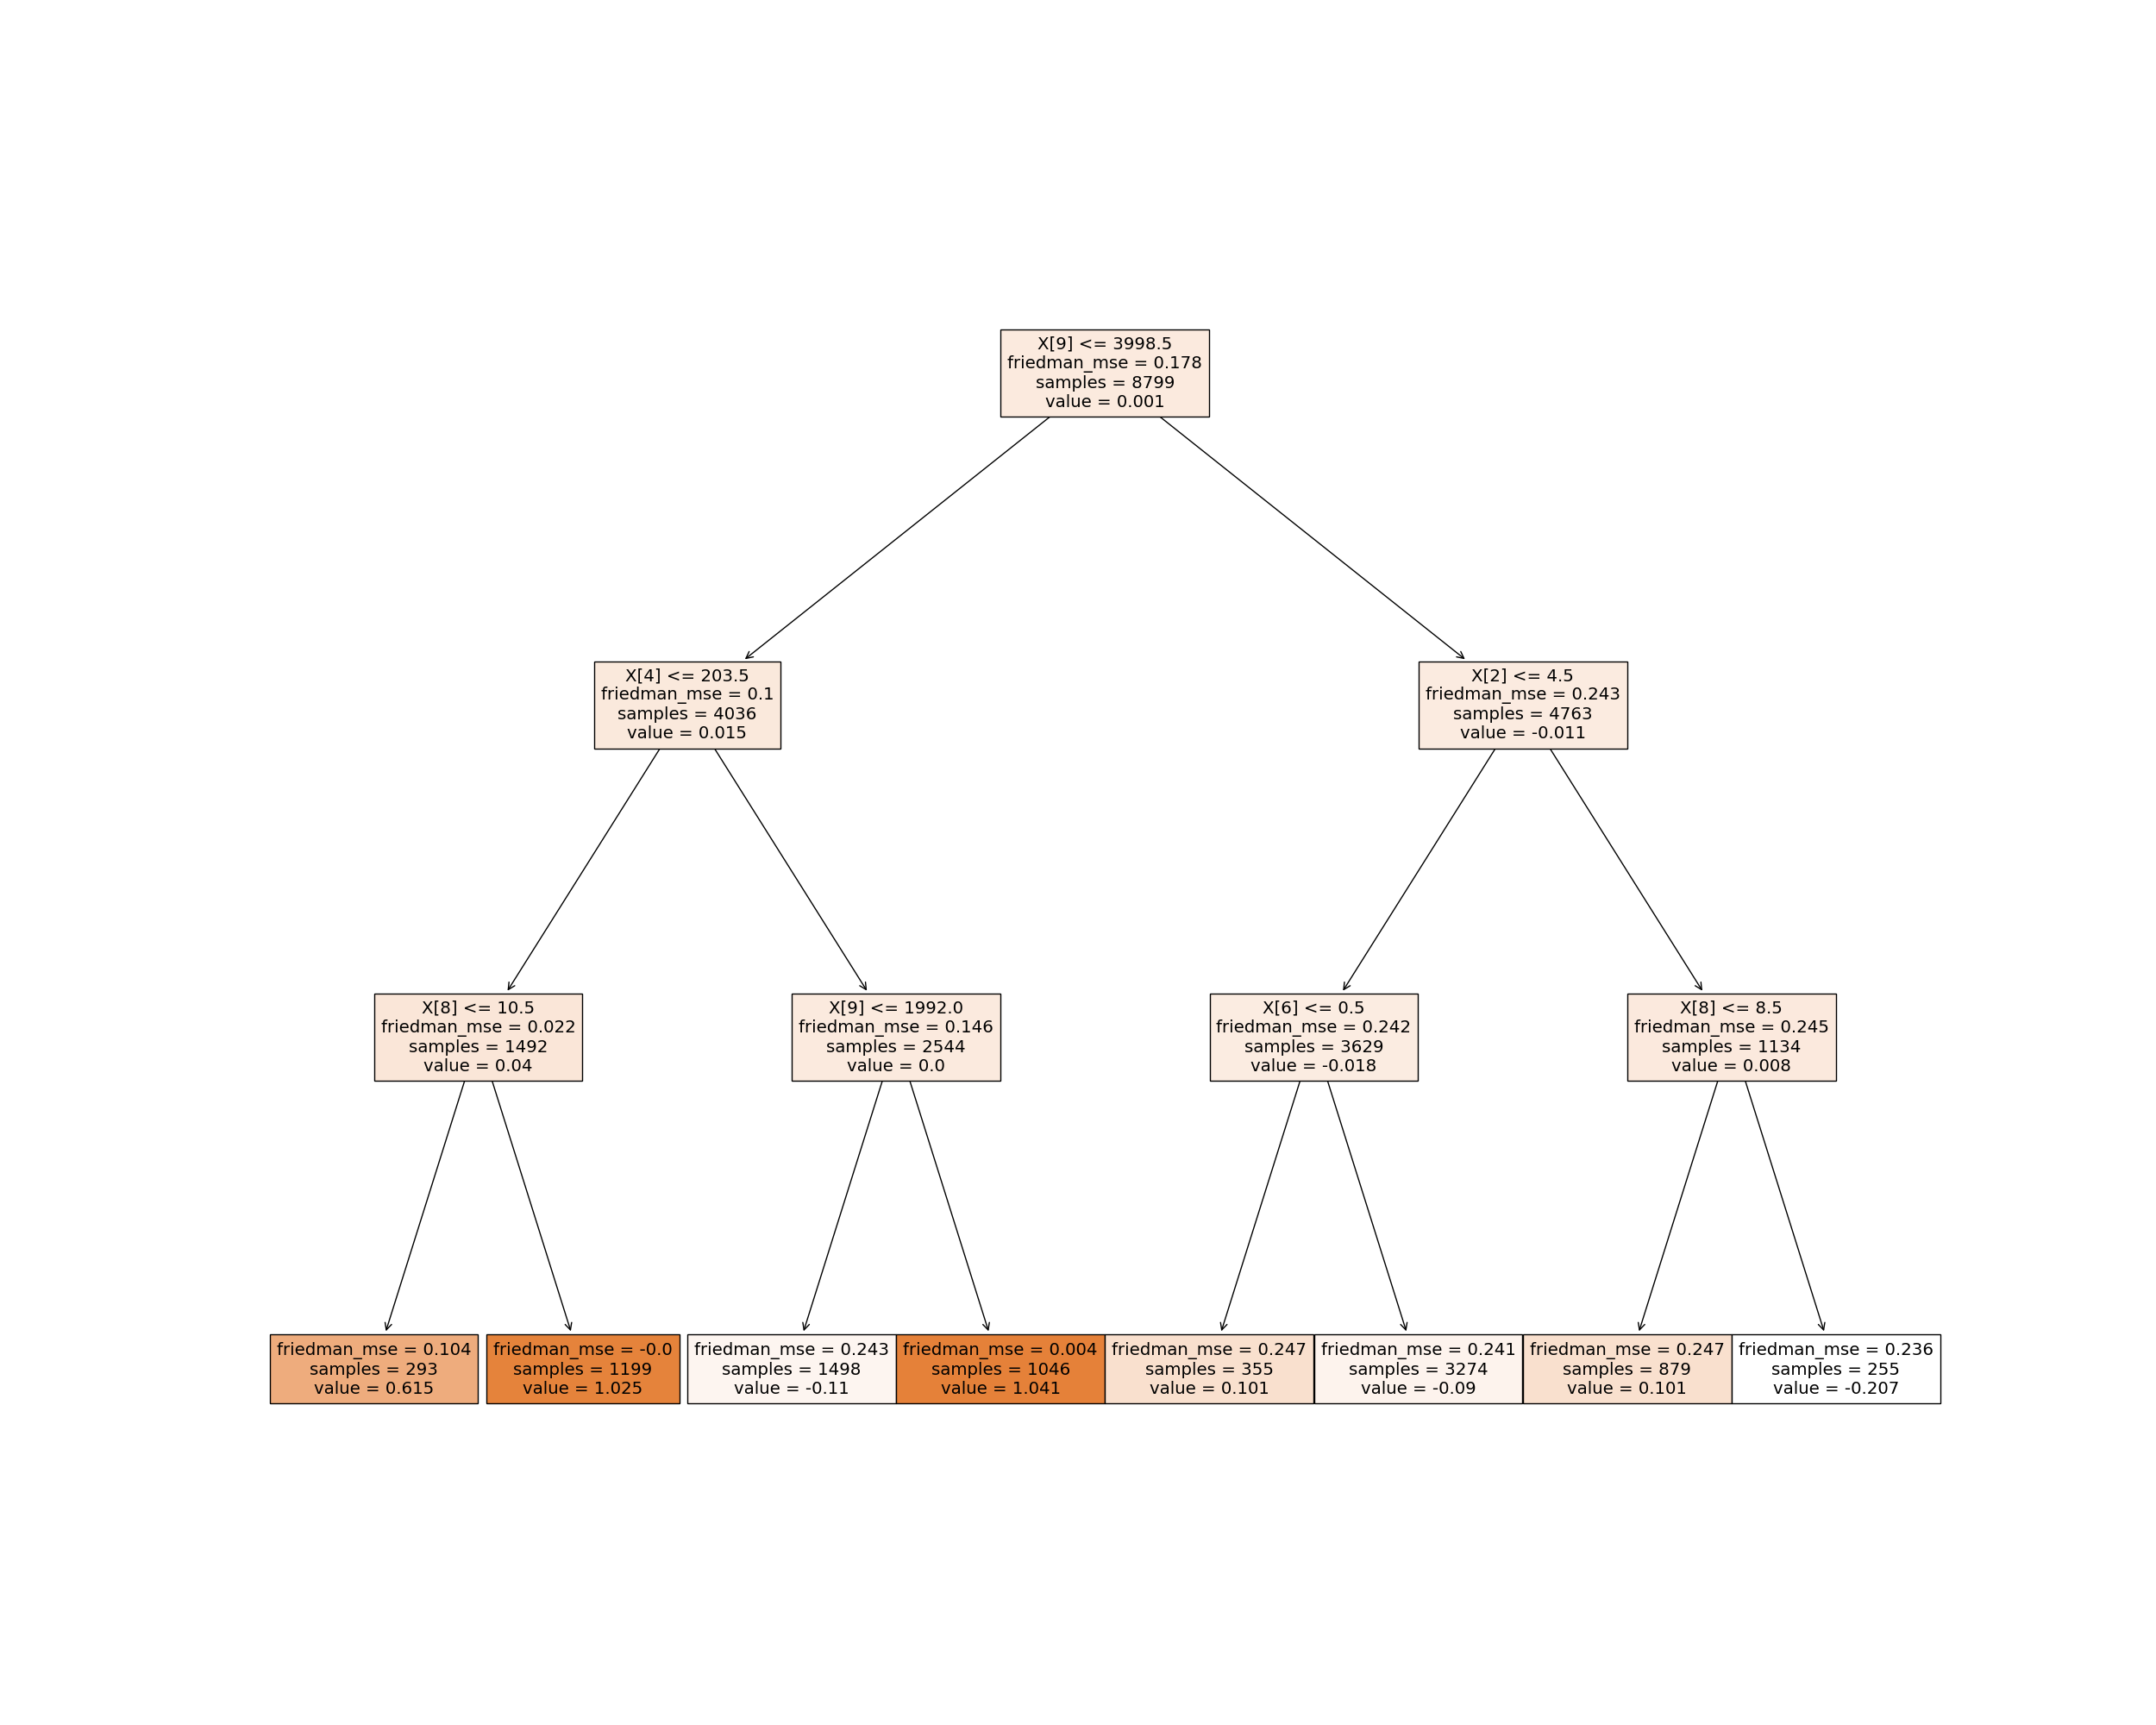 X[9] <= 3998.5
friedman_mse = 0.178
samples = 8799
value = 0.001
X[4] <= 203.5
friedman_mse = 0.1
samples = 4036
value = 0.015
X[2] <= 4.5
friedman_mse = 0.243
samples = 4763
value = -0.011
X[8] <= 10.5
friedman_mse = 0.022
samples = 1492
value = 0.04
X[9] <= 1992.0
friedman_mse = 0.146
samples = 2544
value = 0.0
X[6] <= 0.5
friedman_mse = 0.242
samples = 3629
value = -0.018
X[8] <= 8.5
friedman_mse = 0.245
samples = 1134
value = 0.008
friedman_mse = 0.104
samples = 293
value = 0.615
friedman_mse = -0.0
samples = 1199
value = 1.025
friedman_mse = 0.243
samples = 1498
value = -0.11
friedman_mse = 0.004
samples = 1046
value = 1.041
friedman_mse = 0.247
samples = 355
value = 0.101
friedman_mse = 0.241
samples = 3274
value = -0.09
friedman_mse = 0.247
samples = 879
value = 0.101
friedman_mse = 0.236
samples = 255
value = -0.207